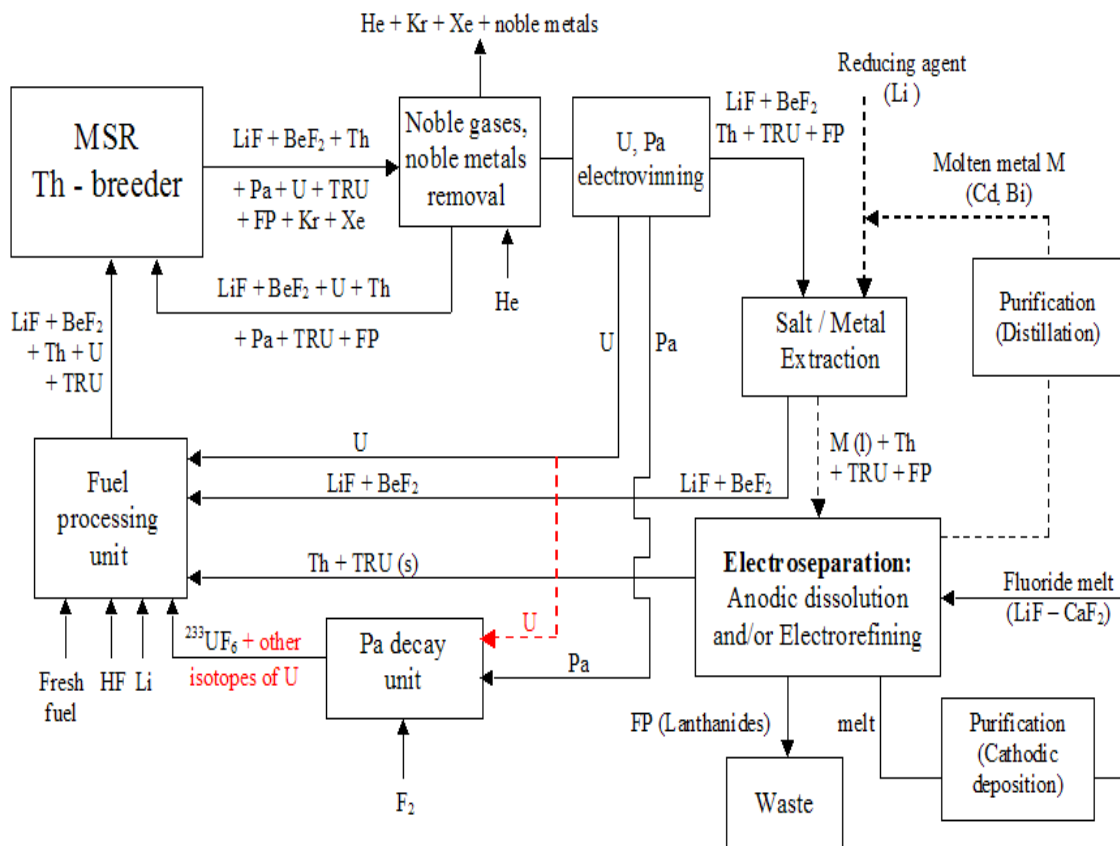 He + Kr + Xe + noble metals
Reducing agent
(Li )
MSR
Th - breeder
LiF + BeF₂ + Th
+ Pa + U + TRU
+ FP + Kr + Xe
Noble gases,
noble metals
removal
U, Pa
electrovinning
LiF + BeF₂
Th + TRU + FP
Molten metal M
(Cd, Bi)
LiF + BeF₂ + U + Th
+ Pa + TRU + FP
He
Purification
(Distillation)
LiF + BeF₂
+ Th + U
+ TRU
U
Pa
Salt / Metal
Extraction
U
M (l) + Th
+ TRU + FP
Fuel
processing
unit
LiF + BeF₂
LiF + BeF₂
Th + TRU (s)
Electroseparation:
Anodic dissolution
and/or Electrorefining
Fluoride melt
(LiF – CaF₂)
U
²³³UF₆ + other
isotopes of U
Pa decay
unit
Pa
Fresh
fuel
HF
Li
FP (Lanthanides)
melt
Purification
(Cathodic
deposition)
F₂
Waste